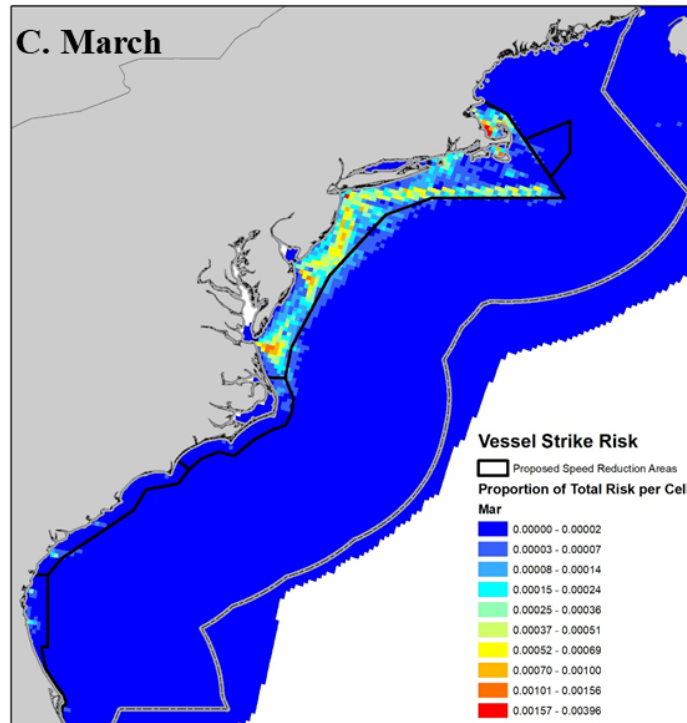 C. March
Vessel Strike Risk
Proposed Speed Reduction Areas
Proportion of Total Risk per Cell
Mar
0.00000 - 0.00002
0.00003 - 0.00007
0.00008 - 0.00014
0.00015 - 0.00024
0.00025 - 0.00036
0.00037 - 0.00051
0.00052 - 0.00069
0.00070 - 0.00100
0.00101 - 0.00156
0.00157 - 0.00396